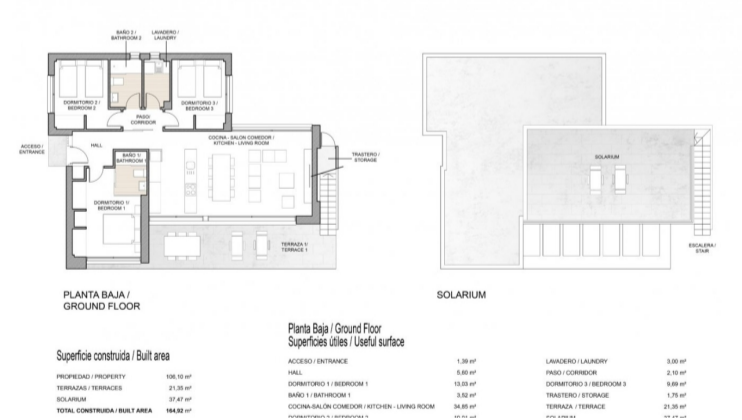 BAÑO 2 /
BATHROOM 2
LAVADERO /
LAUNDRY
DORMITORIO 2 /
BEDROOM 2
DORMITORIO 3 /
BEDROOM 3
PASO/
CORRIDOR
ACCESO /
ENTRANCE
HALL
COCINA - SALON COMEDOR /
KITCHEN - LIVING ROOM
TRASTERO /
STORAGE
BAÑO 1/
BATHROOM 1
DORMITORIO 1/
BEDROOM 1
TERRAZA 1/
TERRACE 1
SOLARIUM
ESCALERA /
STAIR
PLANTA BAJA /
GROUND FLOOR
SOLARIUM
Superficie construida / Built area
PROPIEDAD / PROPERTY 106,10 m²
TERRAZAS / TERRACES 21,35 m²
SOLARIUM 37,47 m²
TOTAL CONSTRUIDA / BUILT AREA 164,92 m²
Planta Baja / Ground Floor
Superficies útiles / Useful surface
ACCESO / ENTRANCE 1,39 m²
HALL 5,60 m²
DORMITORIO 1 / BEDROOM 1 13,03 m²
BAÑO 1 / BATHROOM 1 3,52 m²
COCINA-SALÓN COMEDOR / KITCHEN - LIVING ROOM 34,85 m²
LAVADERO / LAUNDRY 3,00 m²
PASO / CORRIDOR 2,10 m²
DORMITORIO 3 / BEDROOM 3 9,69 m²
TRASTERO / STORAGE 1,75 m²
TERRAZA / TERRACE 21,35 m²